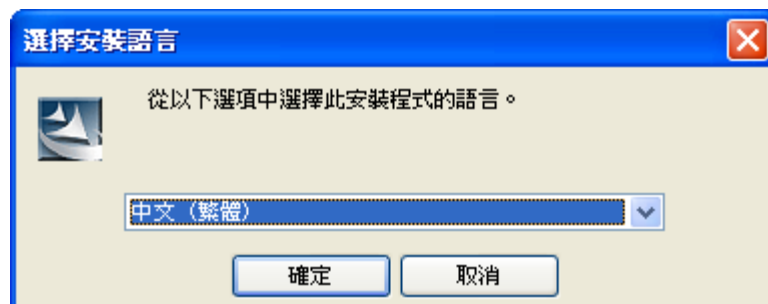 選擇安裝語言
從以下選項中選擇此安裝程式的語言。
中文 (繁體)
確定
取消